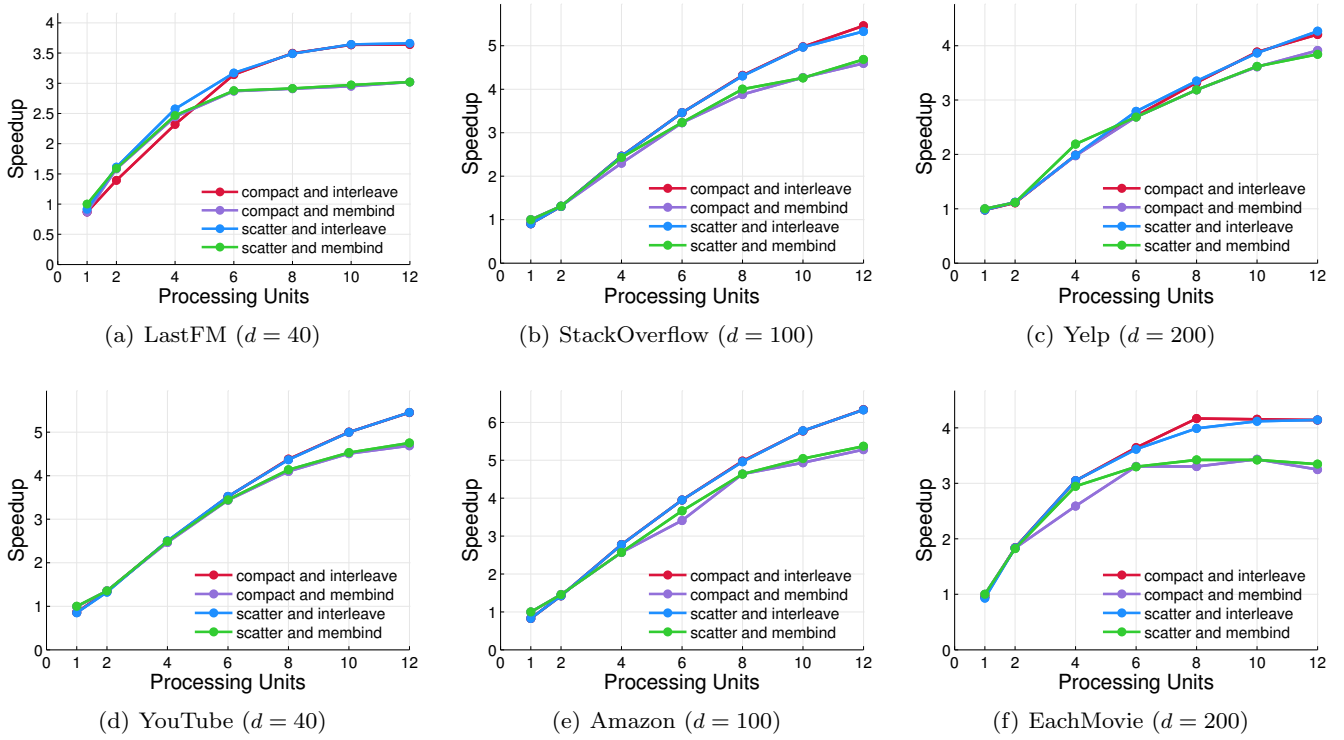 4
3.5
3
2.5
2
1.5
1
0.5
0
Speedup
compact and interleave
compact and membind
scatter and interleave
scatter and membind
0 1 2 4 6 8 10 12
Processing Units
(a) LastFM (d = 40)
5
4
3
2
1
0
Speedup
compact and interleave
compact and membind
scatter and interleave
scatter and membind
0 1 2 4 6 8 10 12
Processing Units
(b) StackOverflow (d = 100)
4
3
2
1
0
Speedup
compact and interleave
compact and membind
scatter and interleave
scatter and membind
0 1 2 4 6 8 10 12
Processing Units
(c) Yelp (d = 200)
5
4
3
2
1
0
Speedup
compact and interleave
compact and membind
scatter and interleave
scatter and membind
0 1 2 4 6 8 10 12
Processing Units
(d) YouTube (d = 40)
6
5
4
3
2
1
0
Speedup
compact and interleave
compact and membind
scatter and interleave
scatter and membind
0 1 2 4 6 8 10 12
Processing Units
(e) Amazon (d = 100)
4
3
2
1
0
Speedup
compact and interleave
compact and membind
scatter and interleave
scatter and membind
0 1 2 4 6 8 10 12
Processing Units
(f) EachMovie (d = 200)